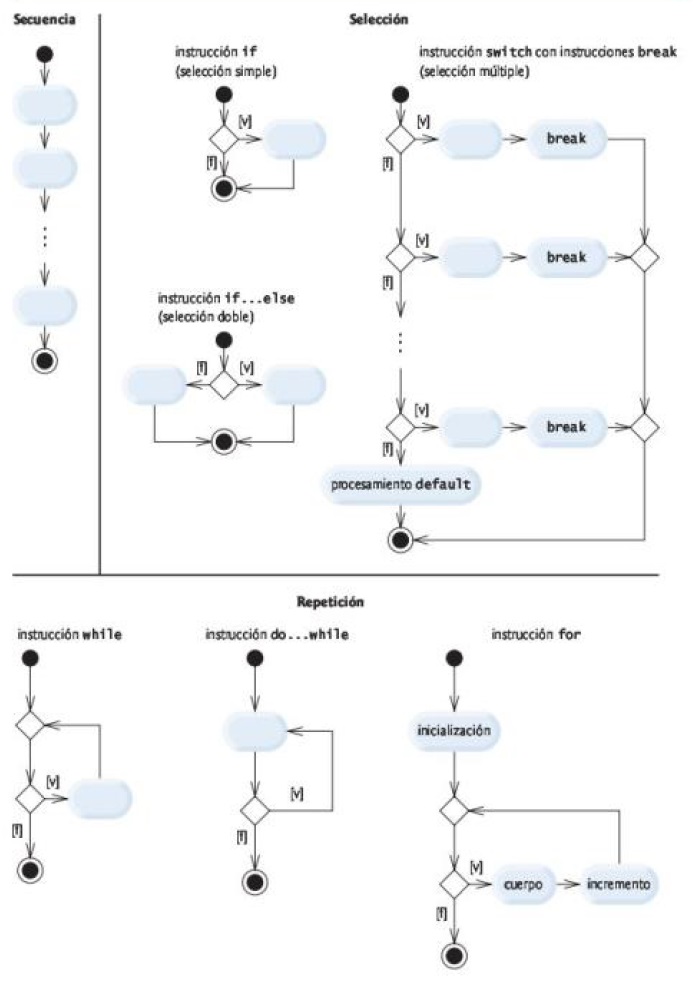 Secuencia
Selección
instrucción if
(selección simple)
[v]
[f]
instrucción if...else
(selección doble)
[f]
[v]
instrucción switch con instrucciones break
(selección múltiple)
[v]
break
[f]
[v]
break
[f]
[v]
break
[f]
procesamiento default
Repetición
instrucción while
[v]
[f]
instrucción do...while
[v]
[f]
instrucción for
inicialización
[v]
cuerpo
incremento
[f]